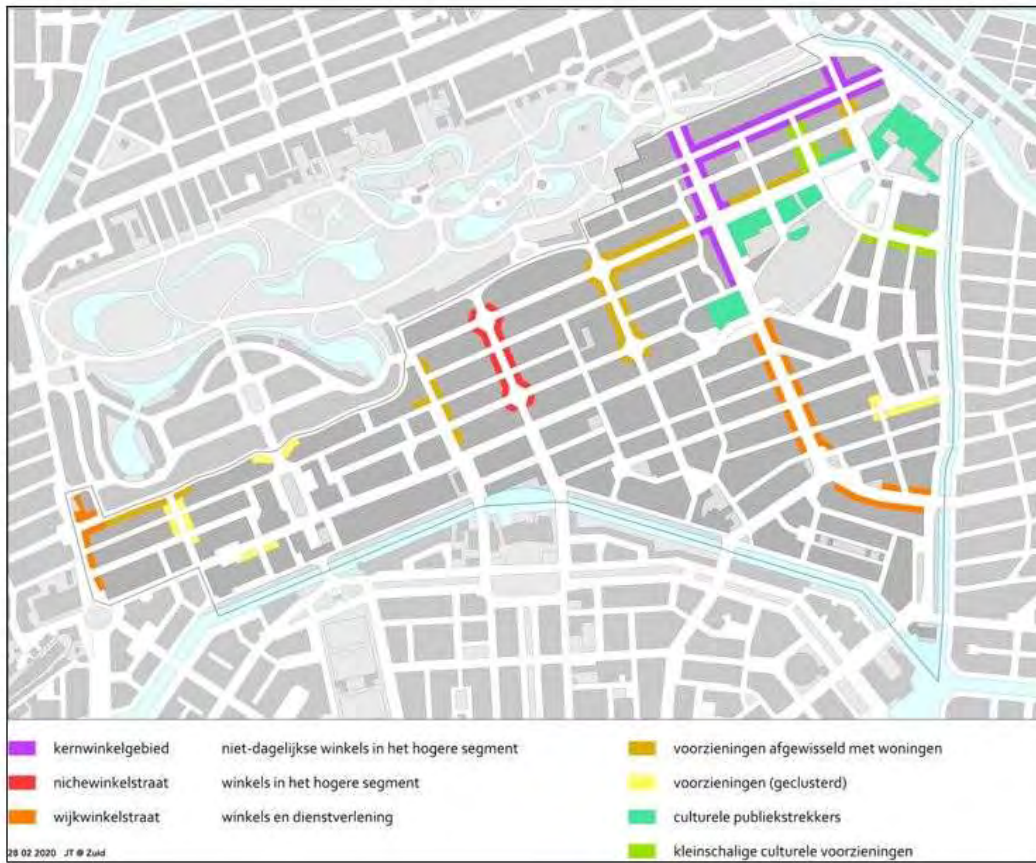 kernwinkelgebied niet-dagelijkse winkels in het hogere segment
nichewinkelstraat winkels in het hogere segment
wijkwinkelstraat winkels en dienstverlening
voorzieningen afgewisseld met woningen
voorzieningen (geclusterd)
culturele publiekstrekkers
kleinschalige culturele voorzieningen
28 02 2020 JT @ Zuid